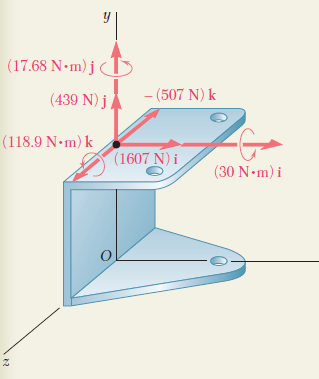 y
(17.68 N•m) j
(439 N) j
– (507 N) k
(118.9 N•m) k
(1607 N) i
(30 N•m) i
O
z